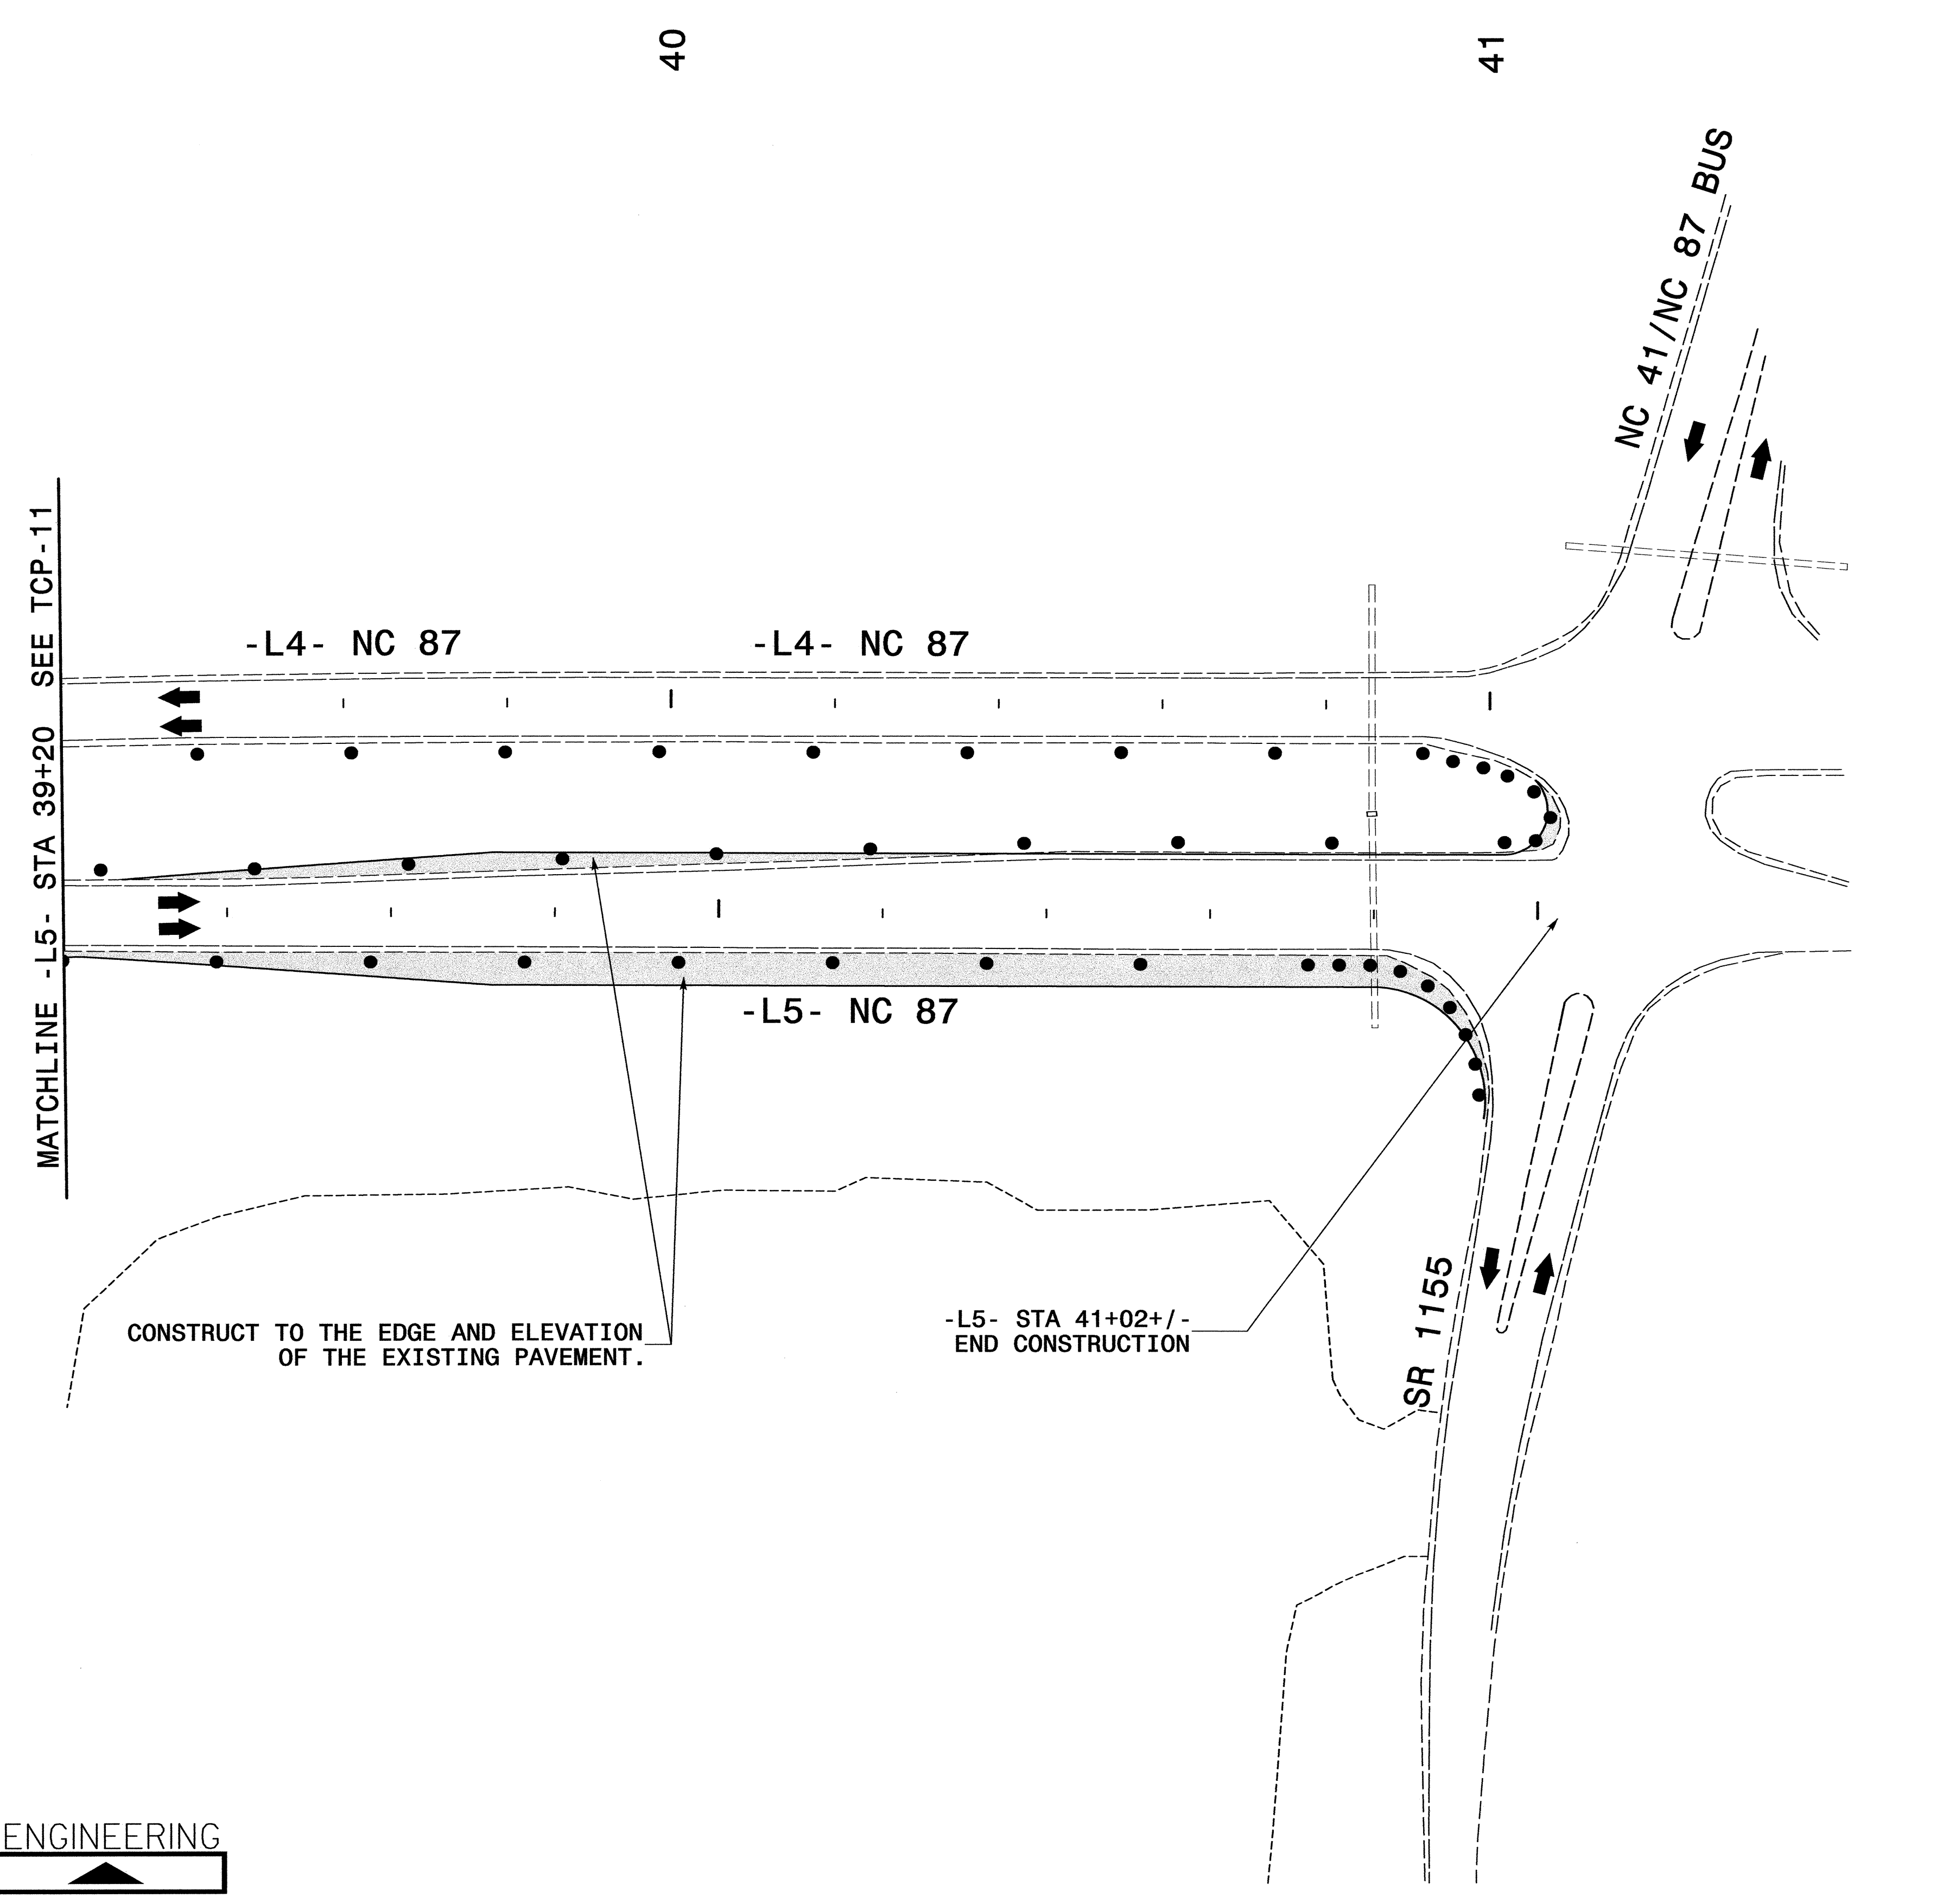 40
41
NC 41/NC 87 BUS
MATCHLINE -L5- STA 39+20 SEE TCP-11
-L4- NC 87
-L4- NC 87
-L5- NC 87
CONSTRUCT TO THE EDGE AND ELEVATION
OF THE EXISTING PAVEMENT.
-L5- STA 41+02+/-
END CONSTRUCTION
SR 1155
ENGINEERING